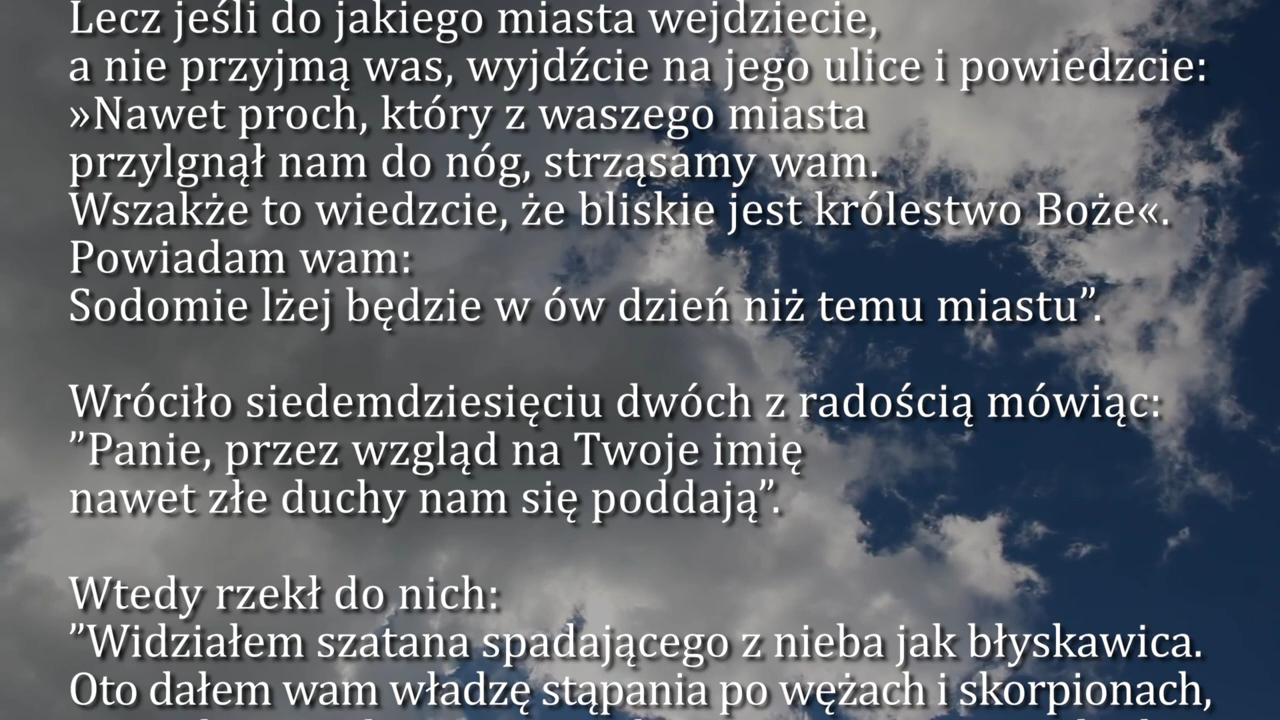 Lecz jeśli do jakiego miasta wejdziecie,
a nie przyjmą was, wyjdźcie na jego ulice i powiedzcie:
»Nawet proch, który z waszego miasta
przylgnął nam do nóg, strząsamy wam.
Wszakże to wiedzcie, że bliskie jest królestwo Boże«.
Powiadam wam:
Sodomie lżej będzie w ów dzień niż temu miastu”.
Wróciło siedemdziesięciu dwóch z radością mówiąc:
”Panie, przez wzgląd na Twoje imię
nawet złe duchy nam się poddają”.
Wtedy rzekł do nich:
”Widziałem szatana spadającego z nieba jak błyskawica.
Oto dałem wam władzę stąpania po wężach i skorpionach,